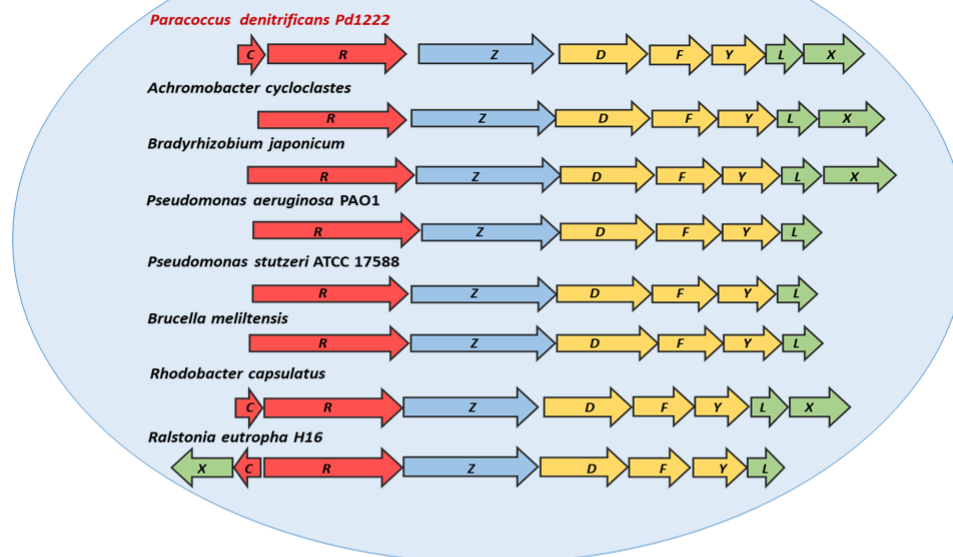 Paracoccus denitrificans Pd1222
C R Z D F Y L X
Achromobacter cycloclastes
R Z D F Y L X
Bradyrhizobium japonicum
R Z D F Y L X
Pseudomonas aeruginosa PAO1
R Z D F Y L
Pseudomonas stutzeri ATCC 17588
R Z D F Y L
Brucella meliltensis
R Z D F Y L
Rhodobacter capsulatus
C R Z D F Y L X
Ralstonia eutropha H16
X C R Z D F Y L